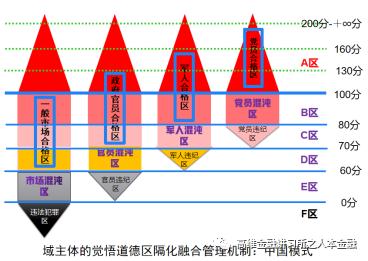 200分-+∞分
160分
A区
130分
100分
B区
80分
C区
70分
D区
60分
E区
0分
F区
一般市场合格区
市场混沌
区
违法犯罪
区
政府官员合格区
官员混沌
区
官员违纪
区
军人合格区
军人混沌
区
军人违纪
区
党员合格区
党员混沌
区
党员违纪
区
高维金融讲习所之人本金融
域主体的觉悟道德区隔化融合管理机制：中国模式